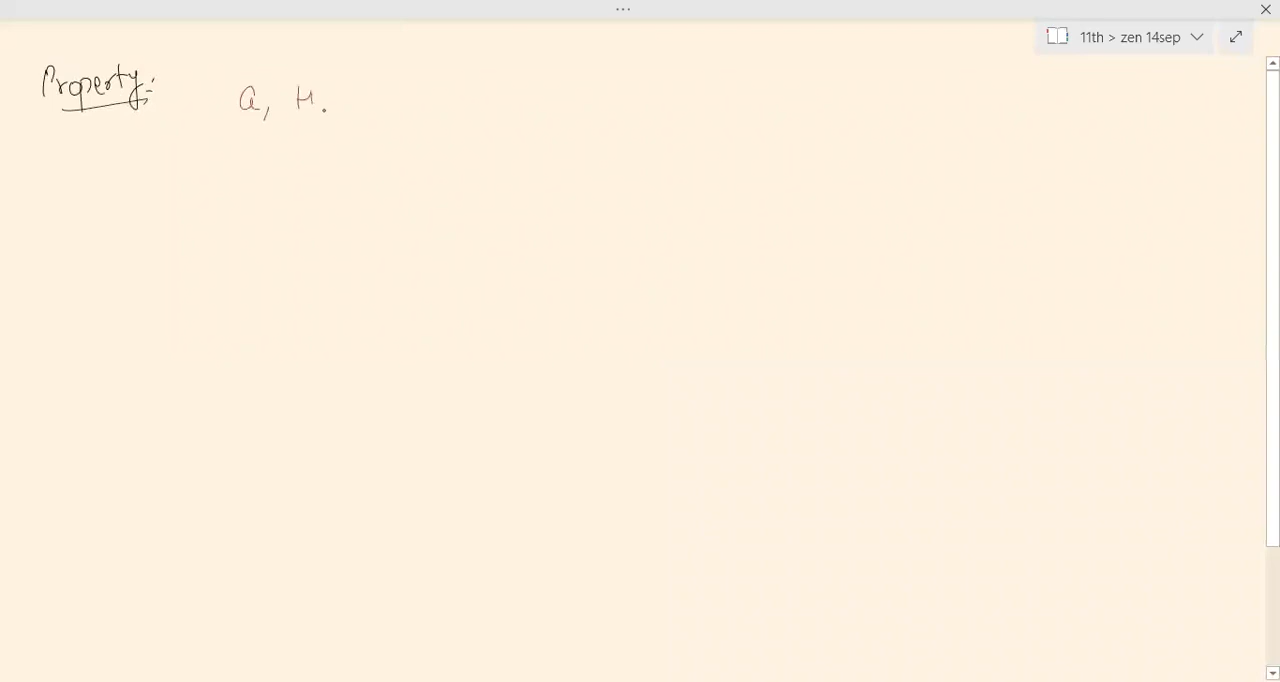 ...
11th > zen 14sep
Property:-
a, H.